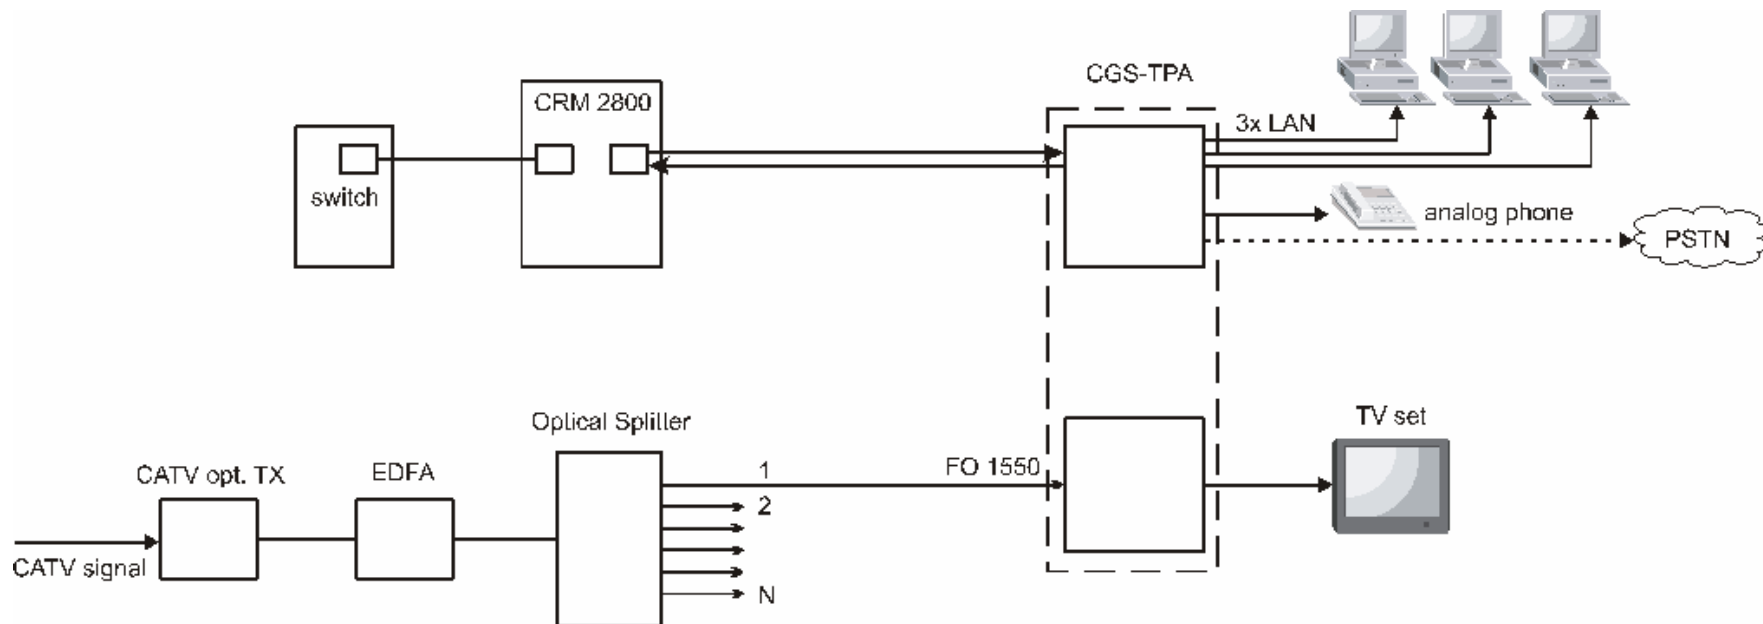 CGS-TPA
CRM 2800
3x LAN
switch
analog phone
PSTN
TV set
Optical Splitter
1
FO 1550
CATV opt. TX
EDFA
2
CATV signal
N